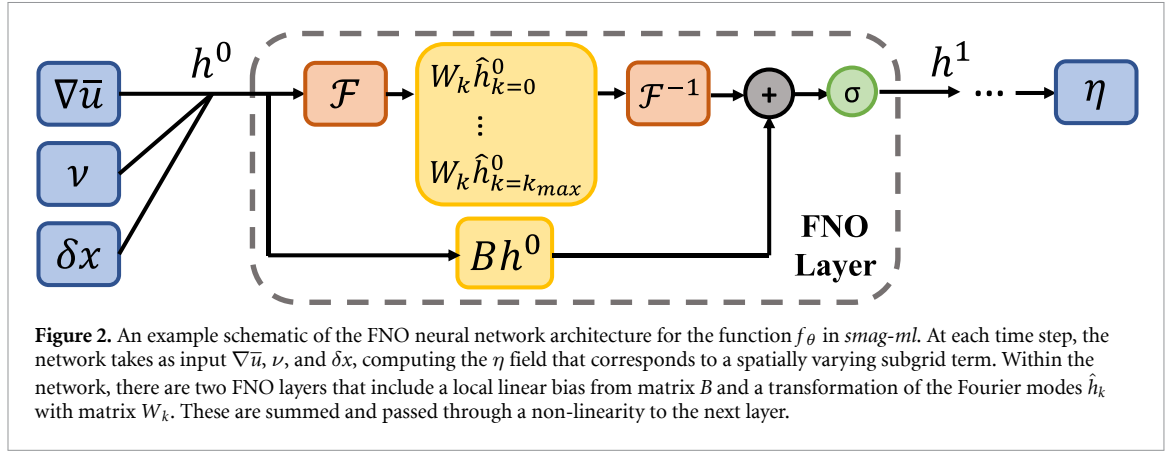 ∇u̅
ν
δx
h⁰
ℱ
W_k ĥ⁰_{k=0}
⋮
W_k ĥ⁰_{k=k_{max}}
ℱ⁻¹
+
σ
h¹
...
η
Bh⁰
FNO
Layer
Figure 2. An example schematic of the FNO neural network architecture for the function f_θ in smag-ml. At each time step, the
network takes as input ∇u̅, ν, and δx, computing the η field that corresponds to a spatially varying subgrid term. Within the
network, there are two FNO layers that include a local linear bias from matrix B and a transformation of the Fourier modes ĥ_k
with matrix W_k. These are summed and passed through a non-linearity to the next layer.